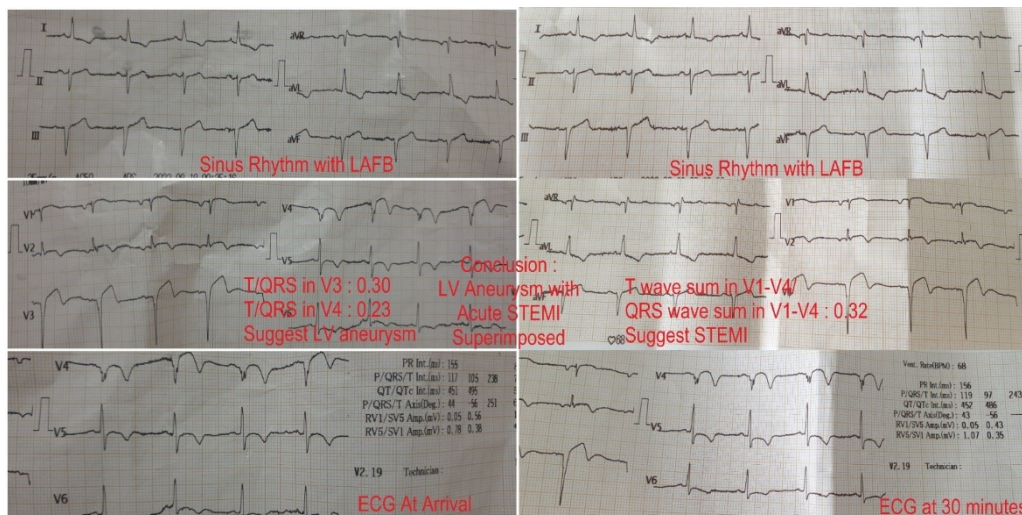 I
aVR
II
aVL
III
aVF
Sinus Rhythm with LAFB
I
aVR
II
aVL
III
aVF
Sinus Rhythm with LAFB
V1
V4
V2
V5
V3
T/QRS in V3 : 0.30
T/QRS in V4 : 0.23
Suggest LV aneurysm
Conclusion :
LV Aneurysm with
Acute STEMI
Superimposed
aVR
V1
aVL
V2
aVF
♡68
T wave sum in V1-V4/
QRS wave sum in V1-V4 : 0.32
Suggest STEMI
V4
V5
V6
PR Int.(ms) : 156
P/QRS/T Int.(ms) : 117 105 238
QT/QTc Int.(ms) : 451 495
P/QRS/T Axis(Deg.) : 44 -56 251
RV1/SV5 Amp.(mV) : 0.05 0.56
RV5/SV1 Amp.(mV) : 0.78 0.38
V2.19 Technician :
ECG At Arrival
V4
V5
V6
Vent. Rate(BPM) : 68
PR Int.(ms) : 156
P/QRS/T Int.(ms) : 119 97 243
QT/QTc Int.(ms) : 452 486
P/QRS/T Axis(Deg.) : 43 -56
RV1/SV5 Amp.(mV) : 0.05 0.43
RV5/SV1 Amp.(mV) : 1.07 0.35
V2.19 Technician :
ECG at 30 minutes